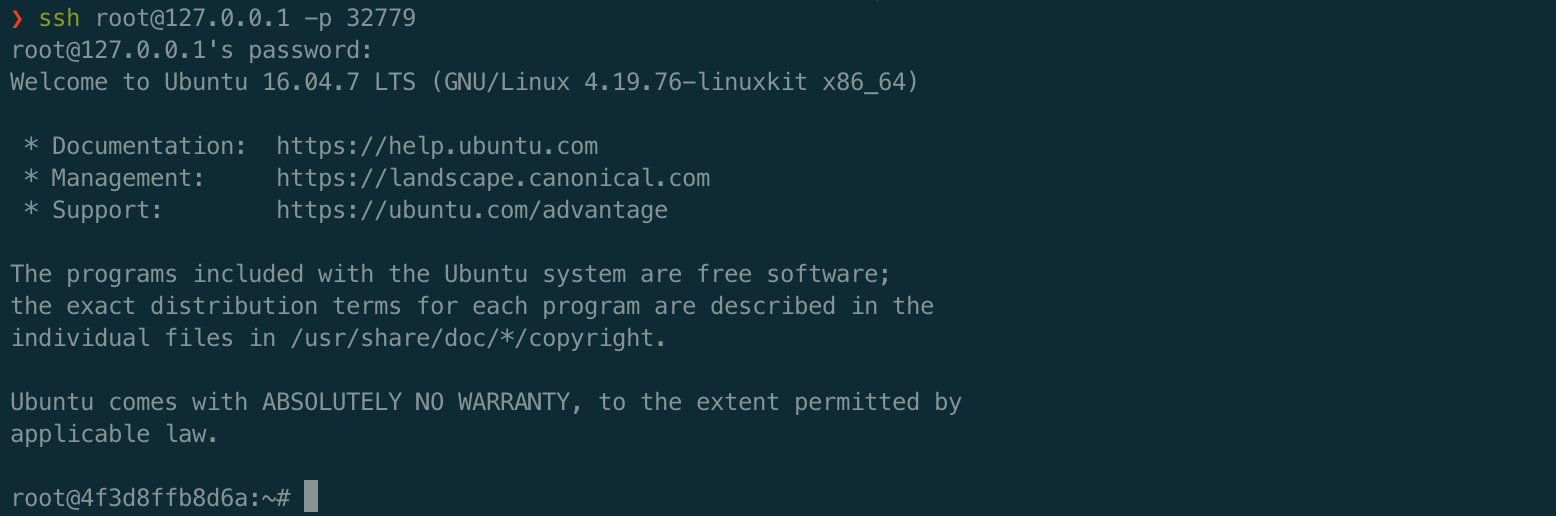 ❯ ssh root@127.0.0.1 -p 32779
root@127.0.0.1's password:
Welcome to Ubuntu 16.04.7 LTS (GNU/Linux 4.19.76-linuxkit x86_64)
* Documentation: https://help.ubuntu.com
* Management: https://landscape.canonical.com
* Support: https://ubuntu.com/advantage
The programs included with the Ubuntu system are free software;
the exact distribution terms for each program are described in the
individual files in /usr/share/doc/*/copyright.
Ubuntu comes with ABSOLUTELY NO WARRANTY, to the extent permitted by
applicable law.
root@4f3d8ffb8d6a:~#